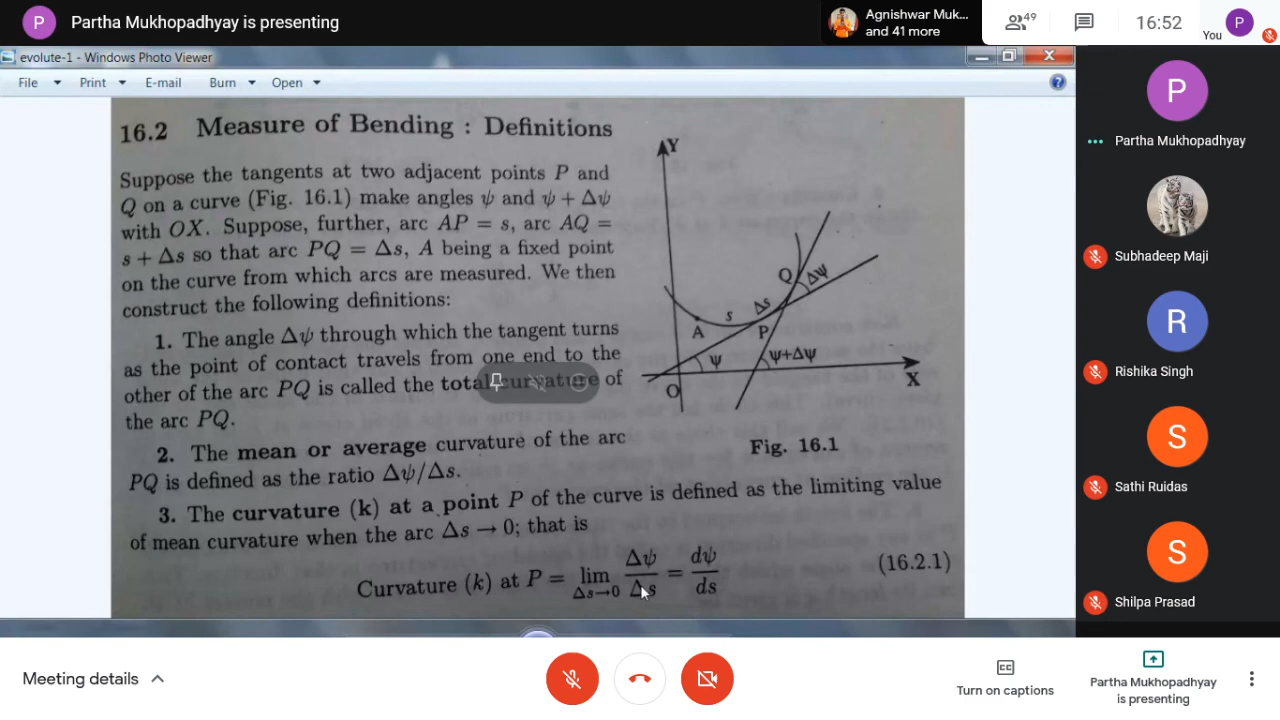 P Partha Mukhopadhyay is presenting
Agnishwar Muk...
and 41 more
49
16:52
You
P
evolute-1 - Windows Photo Viewer
File Print E-mail Burn Open
16.2 Measure of Bending : Definitions
Suppose the tangents at two adjacent points P and
Q on a curve (Fig. 16.1) make angles ψ and ψ + Δψ
with OX. Suppose, further, arc AP = s, arc AQ =
s + Δs so that arc PQ = Δs, A being a fixed point
on the curve from which arcs are measured. We then
construct the following definitions:
1. The angle Δψ through which the tangent turns
as the point of contact travels from one end to the
other of the arc PQ is called the total curvature of
the arc PQ.
2. The mean or average curvature of the arc
PQ is defined as the ratio Δψ/Δs.
3. The curvature (k) at a point P of the curve is defined as the limiting value
of mean curvature when the arc Δs → 0; that is
Curvature (k) at P = lim Δs→0 Δψ/Δs = dψ/ds (16.2.1)
Y
Q
Δψ
Δs
s
A
P
ψ
ψ+Δψ
O
X
Fig. 16.1
P
Partha Mukhopadhyay
Subhadeep Maji
R
Rishika Singh
S
Sathi Ruidas
S
Shilpa Prasad
Meeting details
Turn on captions
Partha Mukhopadhyay
is presenting